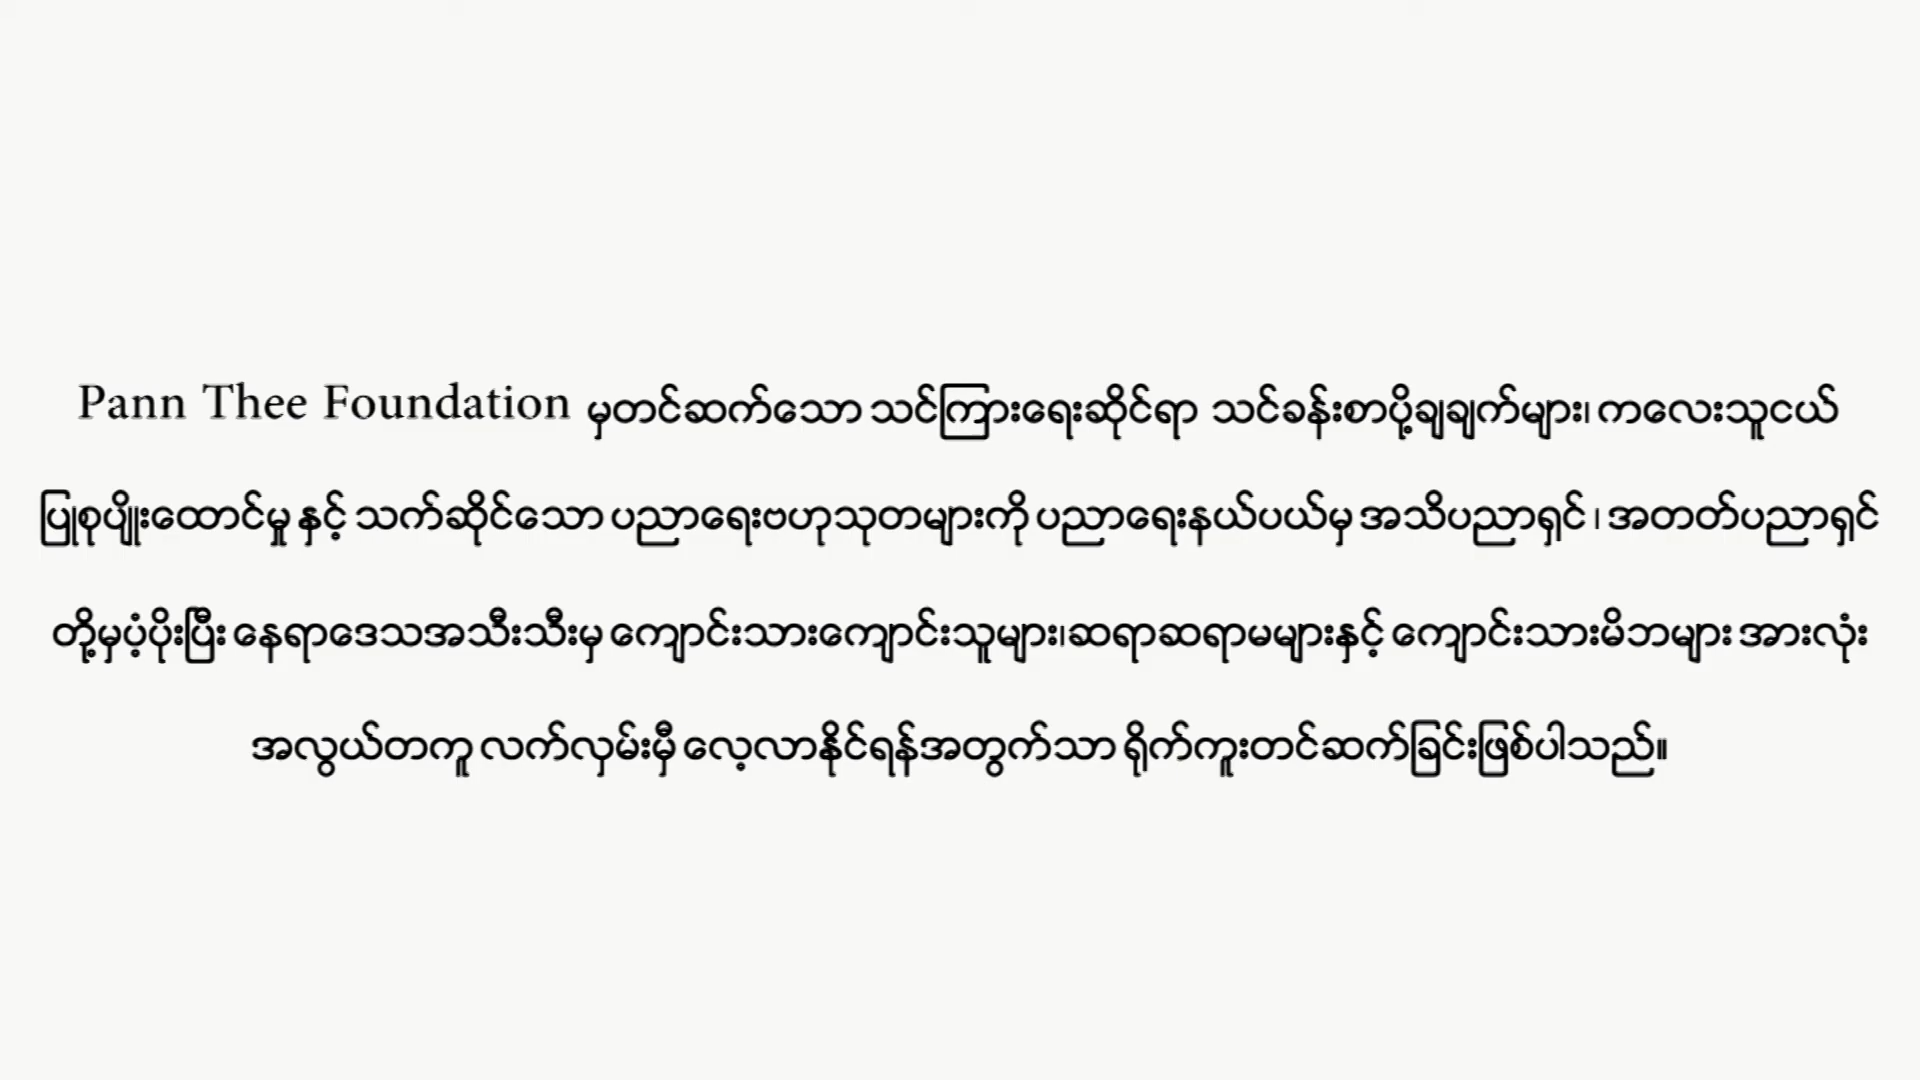 Pann Thee Foundation မှတင်ဆက်သော သင်ကြားရေးဆိုင်ရာ သင်ခန်းစာပို့ချချက်များ၊ ကလေးသူငယ်
ပြုစုပျိုးထောင်မှု နှင့် သက်ဆိုင်သော ပညာရေးဗဟုသုတများကို ပညာရေးနယ်ပယ်မှ အသိပညာရှင် ၊ အတတ်ပညာရှင်
တို့မှပံ့ပိုးပြီး နေရာဒေသအသီးသီးမှ ကျောင်းသားကျောင်းသူများ၊ဆရာဆရာမများနှင့် ကျောင်းသားမိဘများ အားလုံး
အလွယ်တကူ လက်လှမ်းမှီ လေ့လာနိုင်ရန်အတွက်သာ ရိုက်ကူးတင်ဆက်ခြင်းဖြစ်ပါသည်။